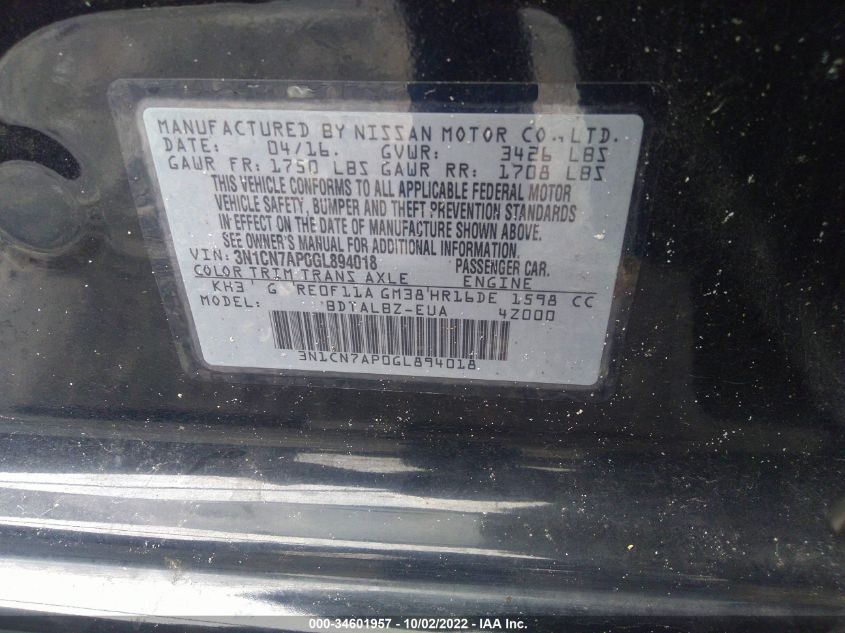 MANUFACTURED BY NISSAN MOTOR CO., LTD.
DATE: 04/16. GVWR: 3426 LBS
GAWR FR: 1750 LBS GAWR RR: 1708 LBS
THIS VEHICLE CONFORMS TO ALL APPLICABLE FEDERAL MOTOR
VEHICLE SAFETY, BUMPER AND THEFT PREVENTION STANDARDS
IN EFFECT ON THE DATE OF MANUFACTURE SHOWN ABOVE.
SEE OWNER'S MANUAL FOR ADDITIONAL INFORMATION.
VIN: 3N1CN7AP0GL894018 PASSENGER CAR.
COLOR TRIM TRANS AXLE ENGINE
KH3 G RE0F11A GM38 HR16DE 1598 CC
MODEL: BDTALBZ-EUA 4Z000
3N1CN7AP0GL894018
000-34601957 - 10/02/2022 - IAA Inc.